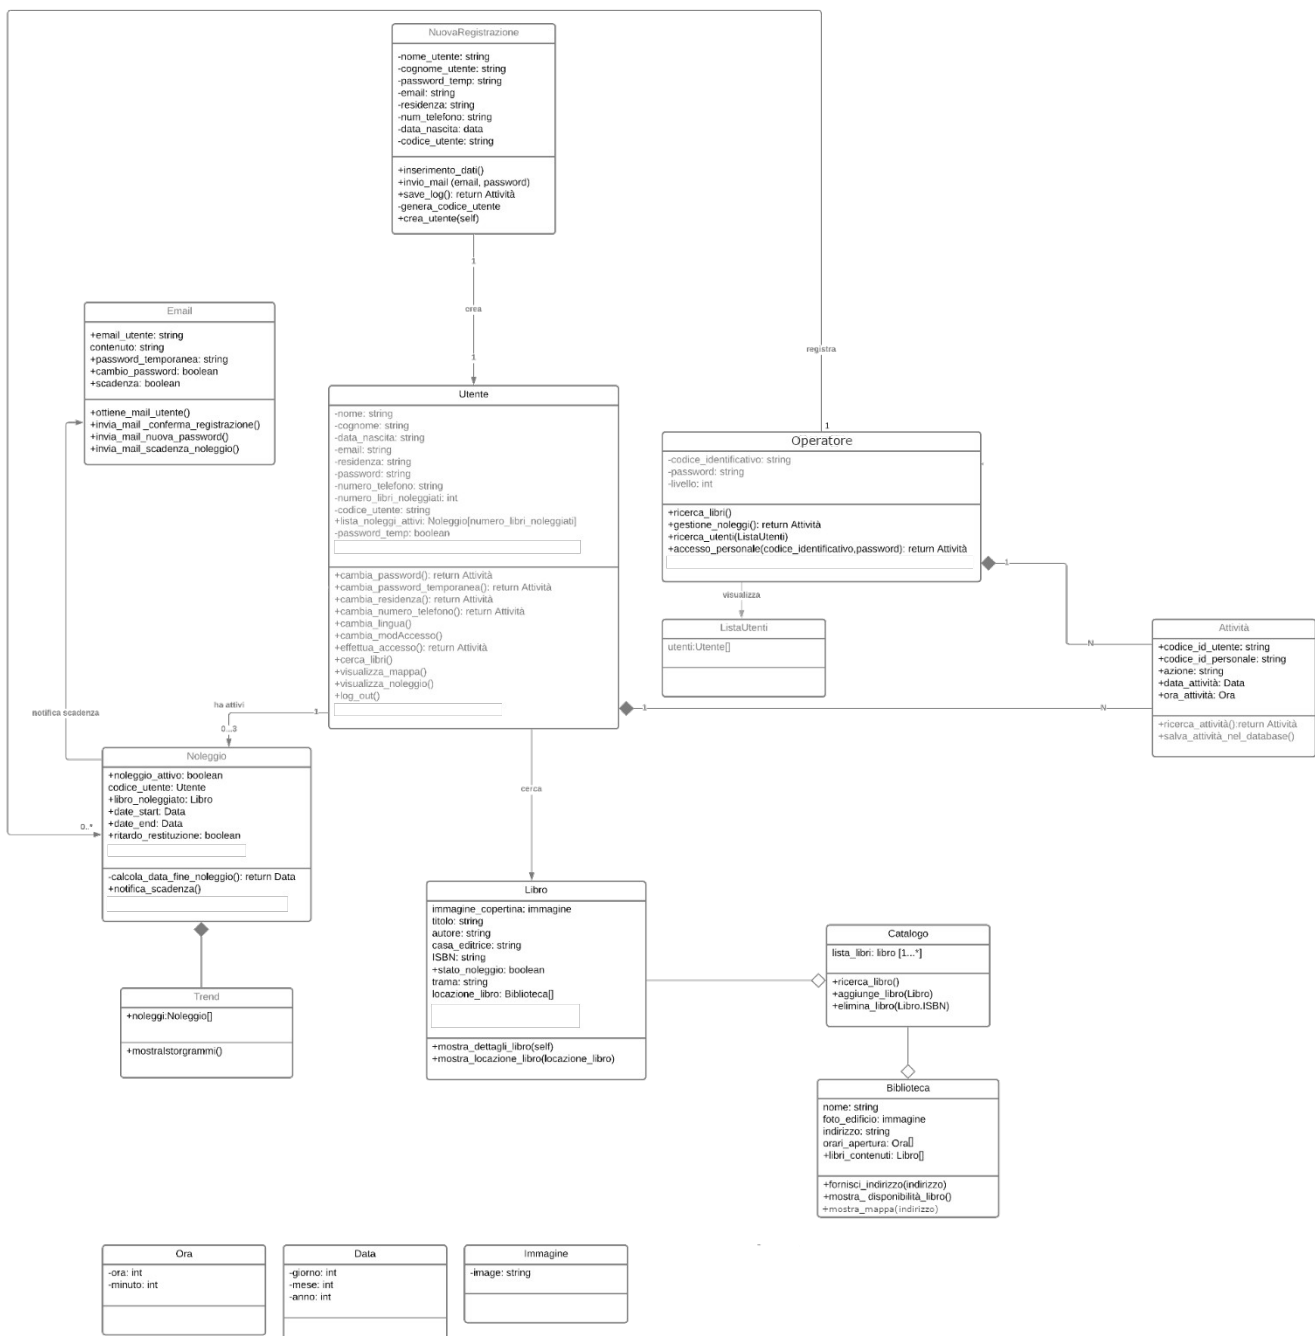 NuovaRegistrazione
-nome_utente: string
-cognome_utente: string
-password_temp: string
-email: string
-residenza: string
-num_telefono: string
-data_nascita: data
-codice_utente: string
+inserimento_dati()
+invio_mail (email, password)
+save_log(): return Attività
-genera_codice_utente
+crea_utente(self)
1
crea
1
registra
1
Email
+email_utente: string
contenuto: string
+password_temporanea: string
+cambio_password: boolean
+scadenza: boolean
+ottiene_mail_utente()
+invia_mail _conferma_registrazione()
+invia_mail_nuova_password()
+invia_mail_scadenza_noleggio()
Utente
-nome: string
-cognome: string
-data_nascita: string
-email: string
-residenza: string
-password: string
-numero_telefono: string
-numero_libri_noleggiati: int
-codice_utente: string
+lista_noleggi_attivi: Noleggio[numero_libri_noleggiati]
-password_temp: boolean
+cambia_password(): return Attività
+cambia_password_temporanea(): return Attività
+cambia_residenza(): return Attività
+cambia_numero_telefono(): return Attività
+cambia_lingua()
+cambia_modAccesso()
+effettua_accesso(): return Attività
+cerca_libri()
+visualizza_mappa()
+visualizza_noleggio()
+log_out()
Operatore
-codice_identificativo: string
-password: string
-livello: int
+ricerca_libri()
+gestione_noleggi(): return Attività
+ricerca_utenti(ListaUtenti)
+accesso_personale(codice_identificativo,password): return Attività
1
N
visualizza
ListaUtenti
utenti:Utente[]
Attività
+codice_id_utente: string
+codice_id_personale: string
+azione: string
+data_attività: Data
+ora_attività: Ora
+ricerca_attività():return Attività
+salva_attività_nel_database()
1
N
notifica scadenza
ha attivi
1
0...3
0..*
Noleggio
+noleggio_attivo: boolean
codice_utente: Utente
+libro_noleggiato: Libro
+date_start: Data
+date_end: Data
+ritardo_restituzione: boolean
-calcola_data_fine_noleggio(): return Data
+notifica_scadenza()
cerca
Libro
immagine_copertina: immagine
titolo: string
autore: string
casa_editrice: string
ISBN: string
+stato_noleggio: boolean
trama: string
locazione_libro: Biblioteca[]
+mostra_dettagli_libro(self)
+mostra_locazione_libro(locazione_libro)
Catalogo
lista_libri: libro [1...*]
+ricerca_libro()
+aggiunge_libro(Libro)
+elimina_libro(Libro.ISBN)
Trend
+noleggi:Noleggio[]
+mostraIstorgrammi()
Biblioteca
nome: string
foto_edificio: immagine
indirizzo: string
orari_apertura: Ora[]
+libri_contenuti: Libro[]
+fornisci_indirizzo(indirizzo)
+mostra_ disponibilità_libro()
+mostra_mappa(indirizzo)
Ora
-ora: int
-minuto: int
Data
-giorno: int
-mese: int
-anno: int
Immagine
-image: string